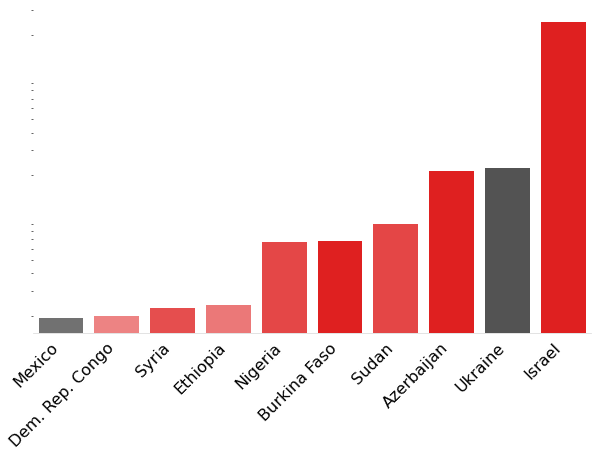 Mexico
Dem. Rep. Congo
Syria
Ethiopia
Nigeria
Burkina Faso
Sudan
Azerbaijan
Ukraine
Israel